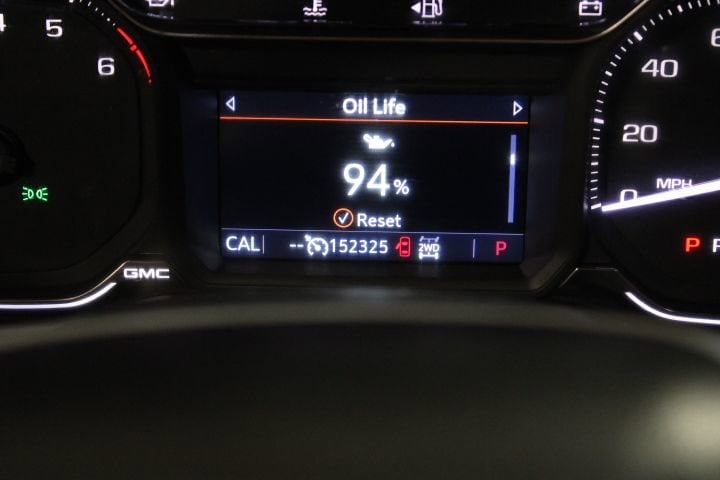 5
6
Oil Life
94%
Reset
CAL -- 152325 2WD P
GMC
40
20
0
MPH
P